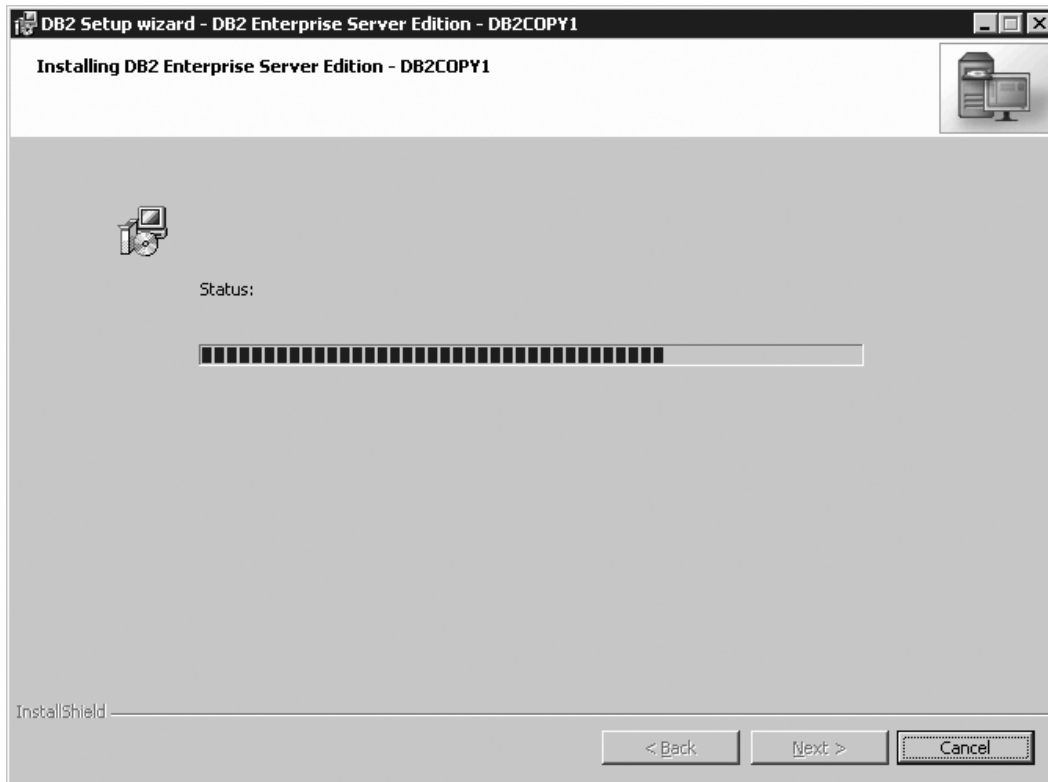 DB2 Setup wizard - DB2 Enterprise Server Edition - DB2COPY1
Installing DB2 Enterprise Server Edition - DB2COPY1
Status:
InstallShield
< Back
Next >
Cancel